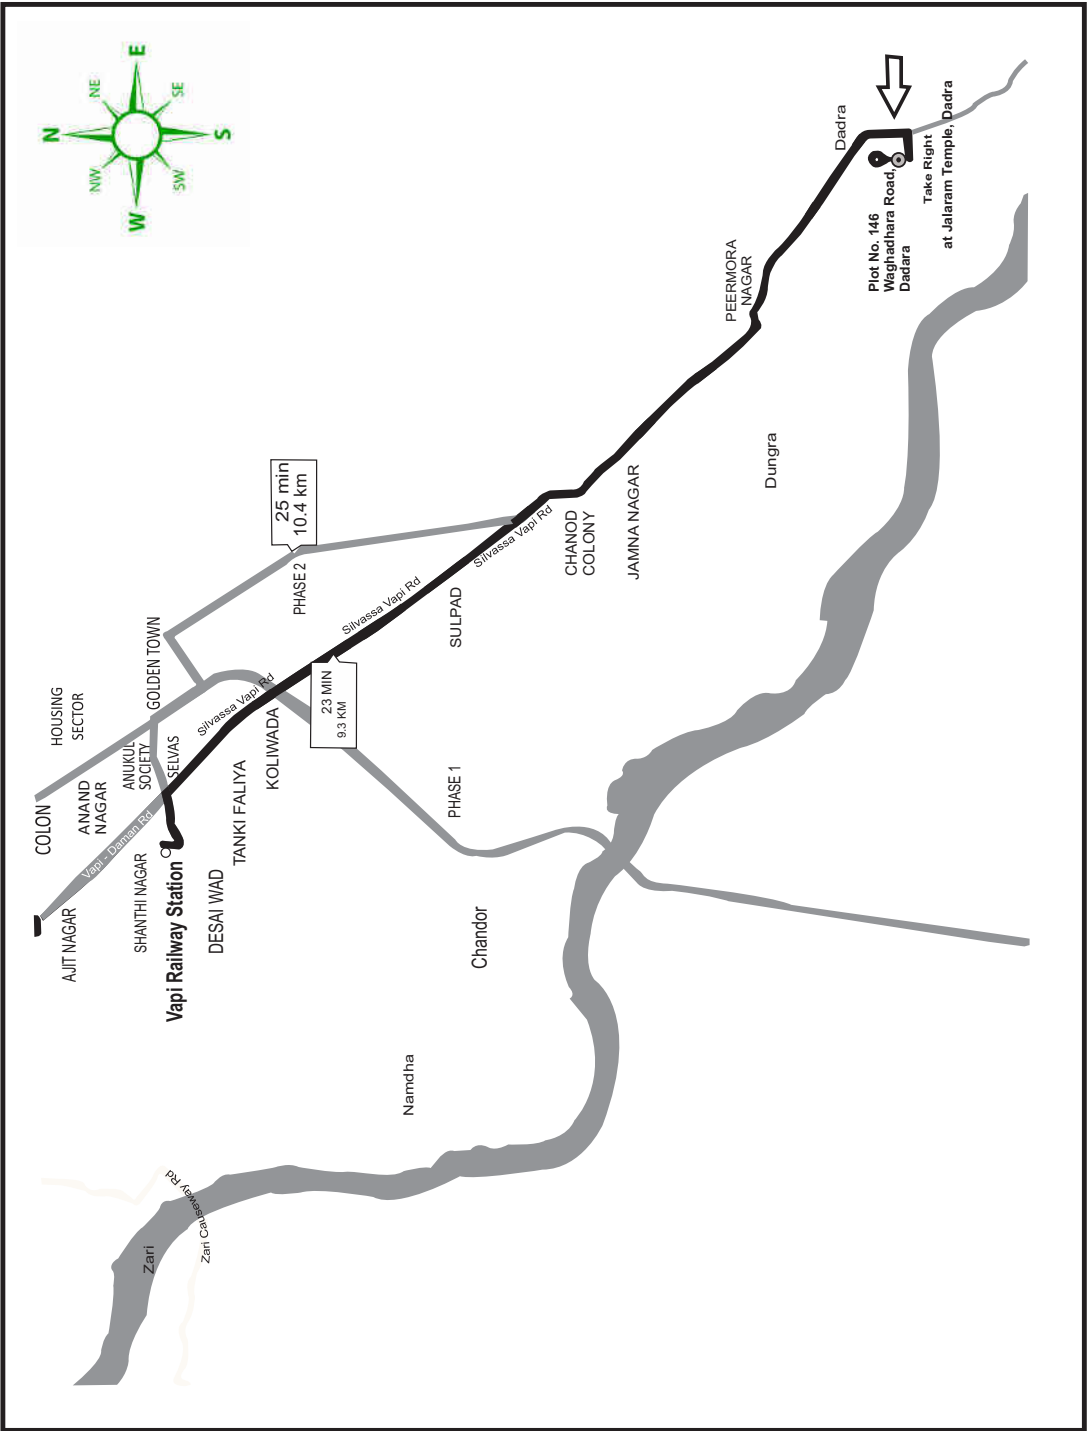 N
NE
E
SE
S
SW
W
NW
COLON
HOUSING
SECTOR
ANAND
NAGAR
AJIT NAGAR
Vapi - Daman Rd
ANUKUL
SOCIETY
GOLDEN TOWN
SELVAS
SHANTHI NAGAR
Vapi Railway Station
DESAI WAD
TANKI FALIYA
KOLIWADA
Silvassa Vapi Rd
25 min
10.4 km
PHASE 2
23 MIN
9.3 KM
Silvassa Vapi Rd
SULPAD
Silvassa Vapi Rd
PHASE 1
CHANOD
COLONY
JAMNA NAGAR
Chandor
Namdha
Zari
Zari Causeway Rd
Dungra
PEERMORA
NAGAR
Dadra
Plot No. 146
Waghadhara Road,
Dadara
Take Right
at Jalaram Temple, Dadra